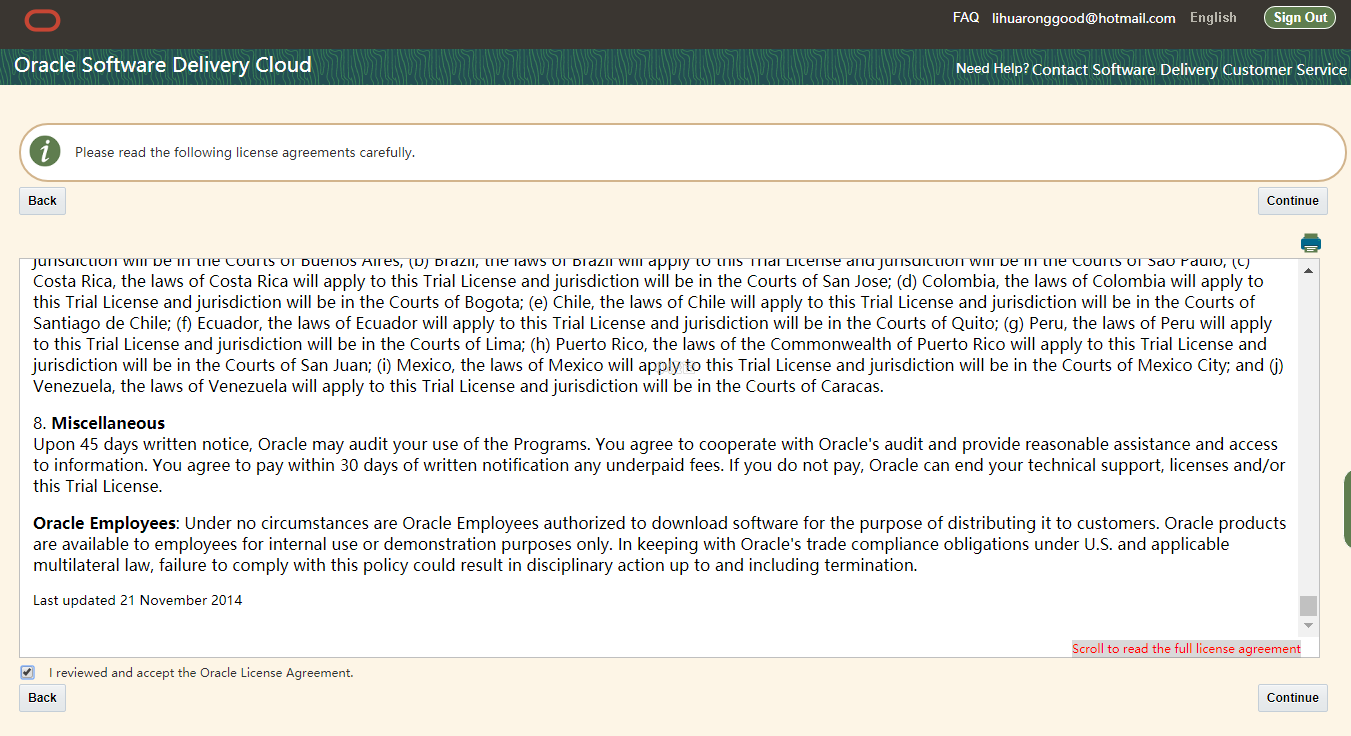 FAQ lihuaronggood@hotmail.com English Sign Out
Oracle Software Delivery Cloud
Need Help? Contact Software Delivery Customer Service
Please read the following license agreements carefully.
Back Continue
jurisdiction will be in the Courts of Buenos Aires; (b) Brazil, the laws of Brazil will apply to this Trial License and jurisdiction will be in the Courts of Sao Paulo; (c)
Costa Rica, the laws of Costa Rica will apply to this Trial License and jurisdiction will be in the Courts of San Jose; (d) Colombia, the laws of Colombia will apply to
this Trial License and jurisdiction will be in the Courts of Bogota; (e) Chile, the laws of Chile will apply to this Trial License and jurisdiction will be in the Courts of
Santiago de Chile; (f) Ecuador, the laws of Ecuador will apply to this Trial License and jurisdiction will be in the Courts of Quito; (g) Peru, the laws of Peru will apply
to this Trial License and jurisdiction will be in the Courts of Lima; (h) Puerto Rico, the laws of the Commonwealth of Puerto Rico will apply to this Trial License and
jurisdiction will be in the Courts of San Juan; (i) Mexico, the laws of Mexico will apply to this Trial License and jurisdiction will be in the Courts of Mexico City; and (j)
Venezuela, the laws of Venezuela will apply to this Trial License and jurisdiction will be in the Courts of Caracas.
8. Miscellaneous
Upon 45 days written notice, Oracle may audit your use of the Programs. You agree to cooperate with Oracle's audit and provide reasonable assistance and access
to information. You agree to pay within 30 days of written notification any underpaid fees. If you do not pay, Oracle can end your technical support, licenses and/or
this Trial License.
Oracle Employees: Under no circumstances are Oracle Employees authorized to download software for the purpose of distributing it to customers. Oracle products
are available to employees for internal use or demonstration purposes only. In keeping with Oracle's trade compliance obligations under U.S. and applicable
multilateral law, failure to comply with this policy could result in disciplinary action up to and including termination.
Last updated 21 November 2014
Scroll to read the full license agreement
I reviewed and accept the Oracle License Agreement.
Back Continue